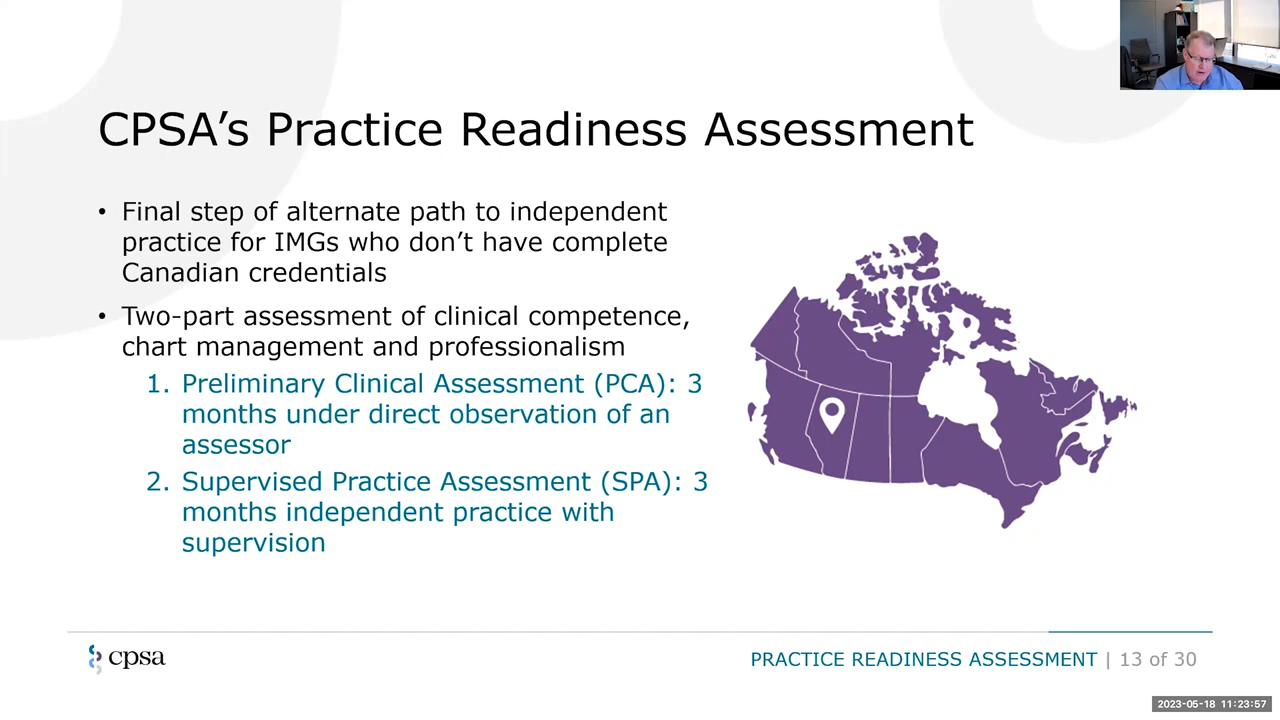 CPSA’s Practice Readiness Assessment
• Final step of alternate path to independent
practice for IMGs who don’t have complete
Canadian credentials
• Two-part assessment of clinical competence,
chart management and professionalism
1. Preliminary Clinical Assessment (PCA): 3
months under direct observation of an
assessor
2. Supervised Practice Assessment (SPA): 3
months independent practice with
supervision
cpsa
PRACTICE READINESS ASSESSMENT | 13 of 30
2023-05-18 11:23:57